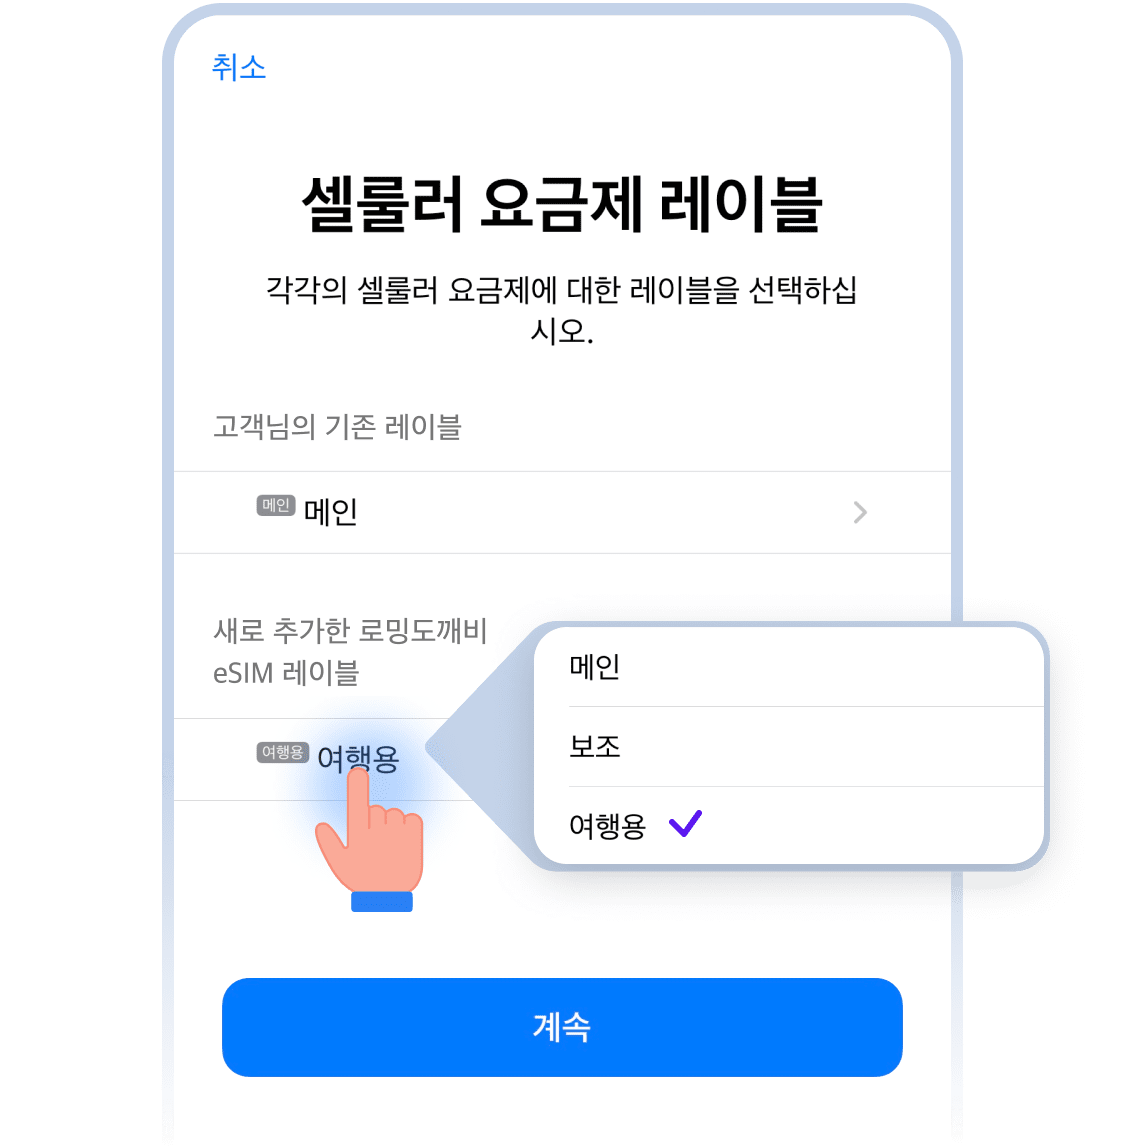 취소
셀룰러 요금제 레이블
각각의 셀룰러 요금제에 대한 레이블을 선택하십
시오.
고객님의 기존 레이블
메인 메인
새로 추가한 로밍도깨비
eSIM 레이블
여행용 여행용
메인
보조
여행용
계속